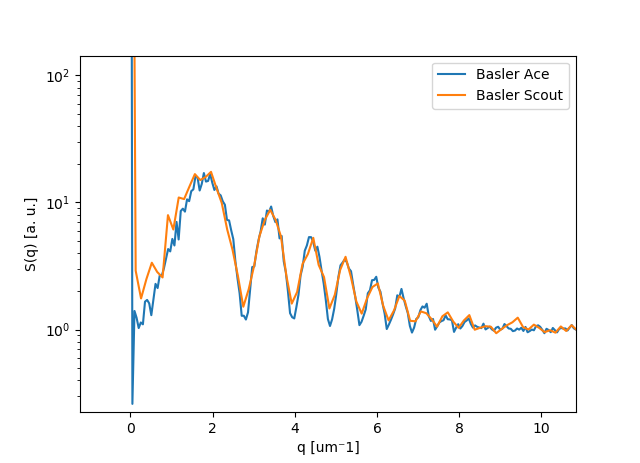 Basler Ace
Basler Scout
S(q) [a. u.]
10²
10¹
10⁰
0 2 4 6 8 10
q [um⁻1]